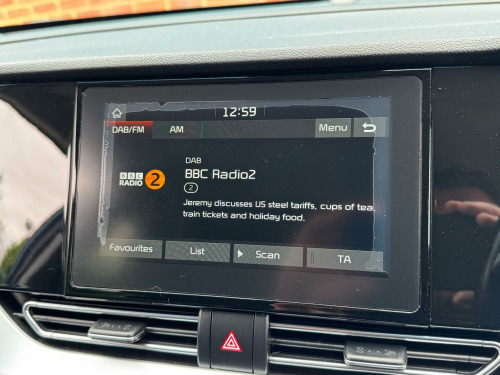 12:59
DAB/FM AM Menu
DAB
BBC RADIO 2
BBC Radio2
2
Jeremy discusses US steel tariffs, cups of tea,
train tickets and holiday food.
Favourites List Scan TA